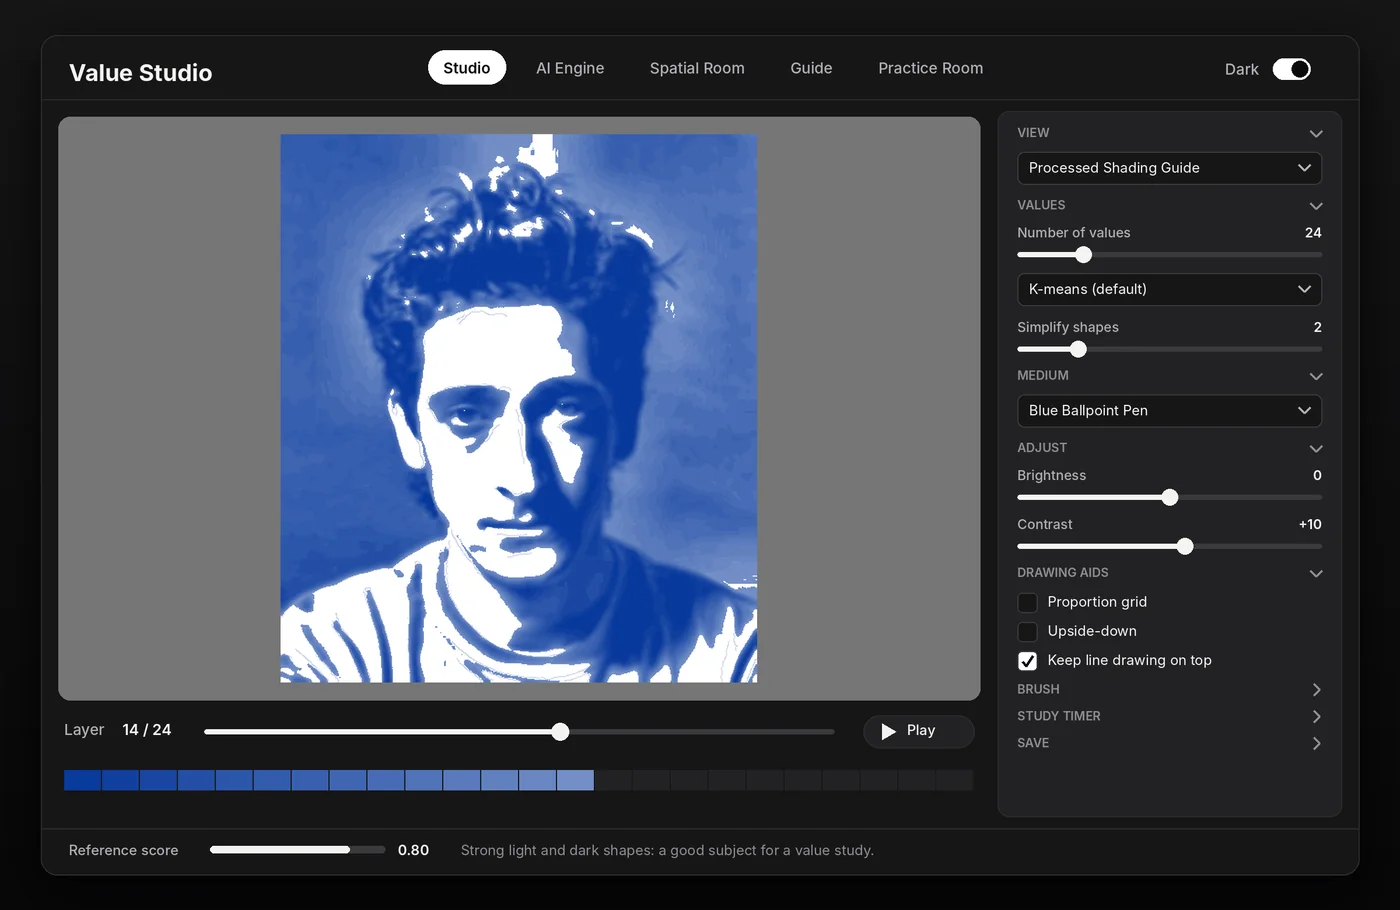 Value Studio
Studio
AI Engine
Spatial Room
Guide
Practice Room
Dark
VIEW
Processed Shading Guide
VALUES
Number of values 24
K-means (default)
Simplify shapes 2
MEDIUM
Blue Ballpoint Pen
ADJUST
Brightness 0
Contrast +10
DRAWING AIDS
Proportion grid
Upside-down
Keep line drawing on top
BRUSH
STUDY TIMER
SAVE
Layer 14 / 24
Play
Reference score 0.80 Strong light and dark shapes: a good subject for a value study.